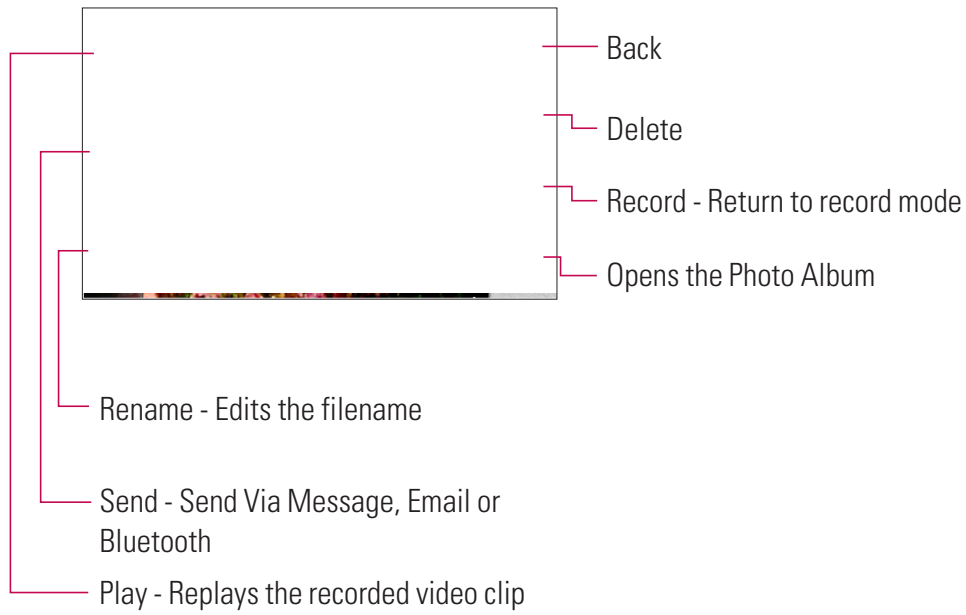 Back
Delete
Record - Return to record mode
Opens the Photo Album
Rename - Edits the filename
Send - Send Via Message, Email or
Bluetooth
Play - Replays the recorded video clip